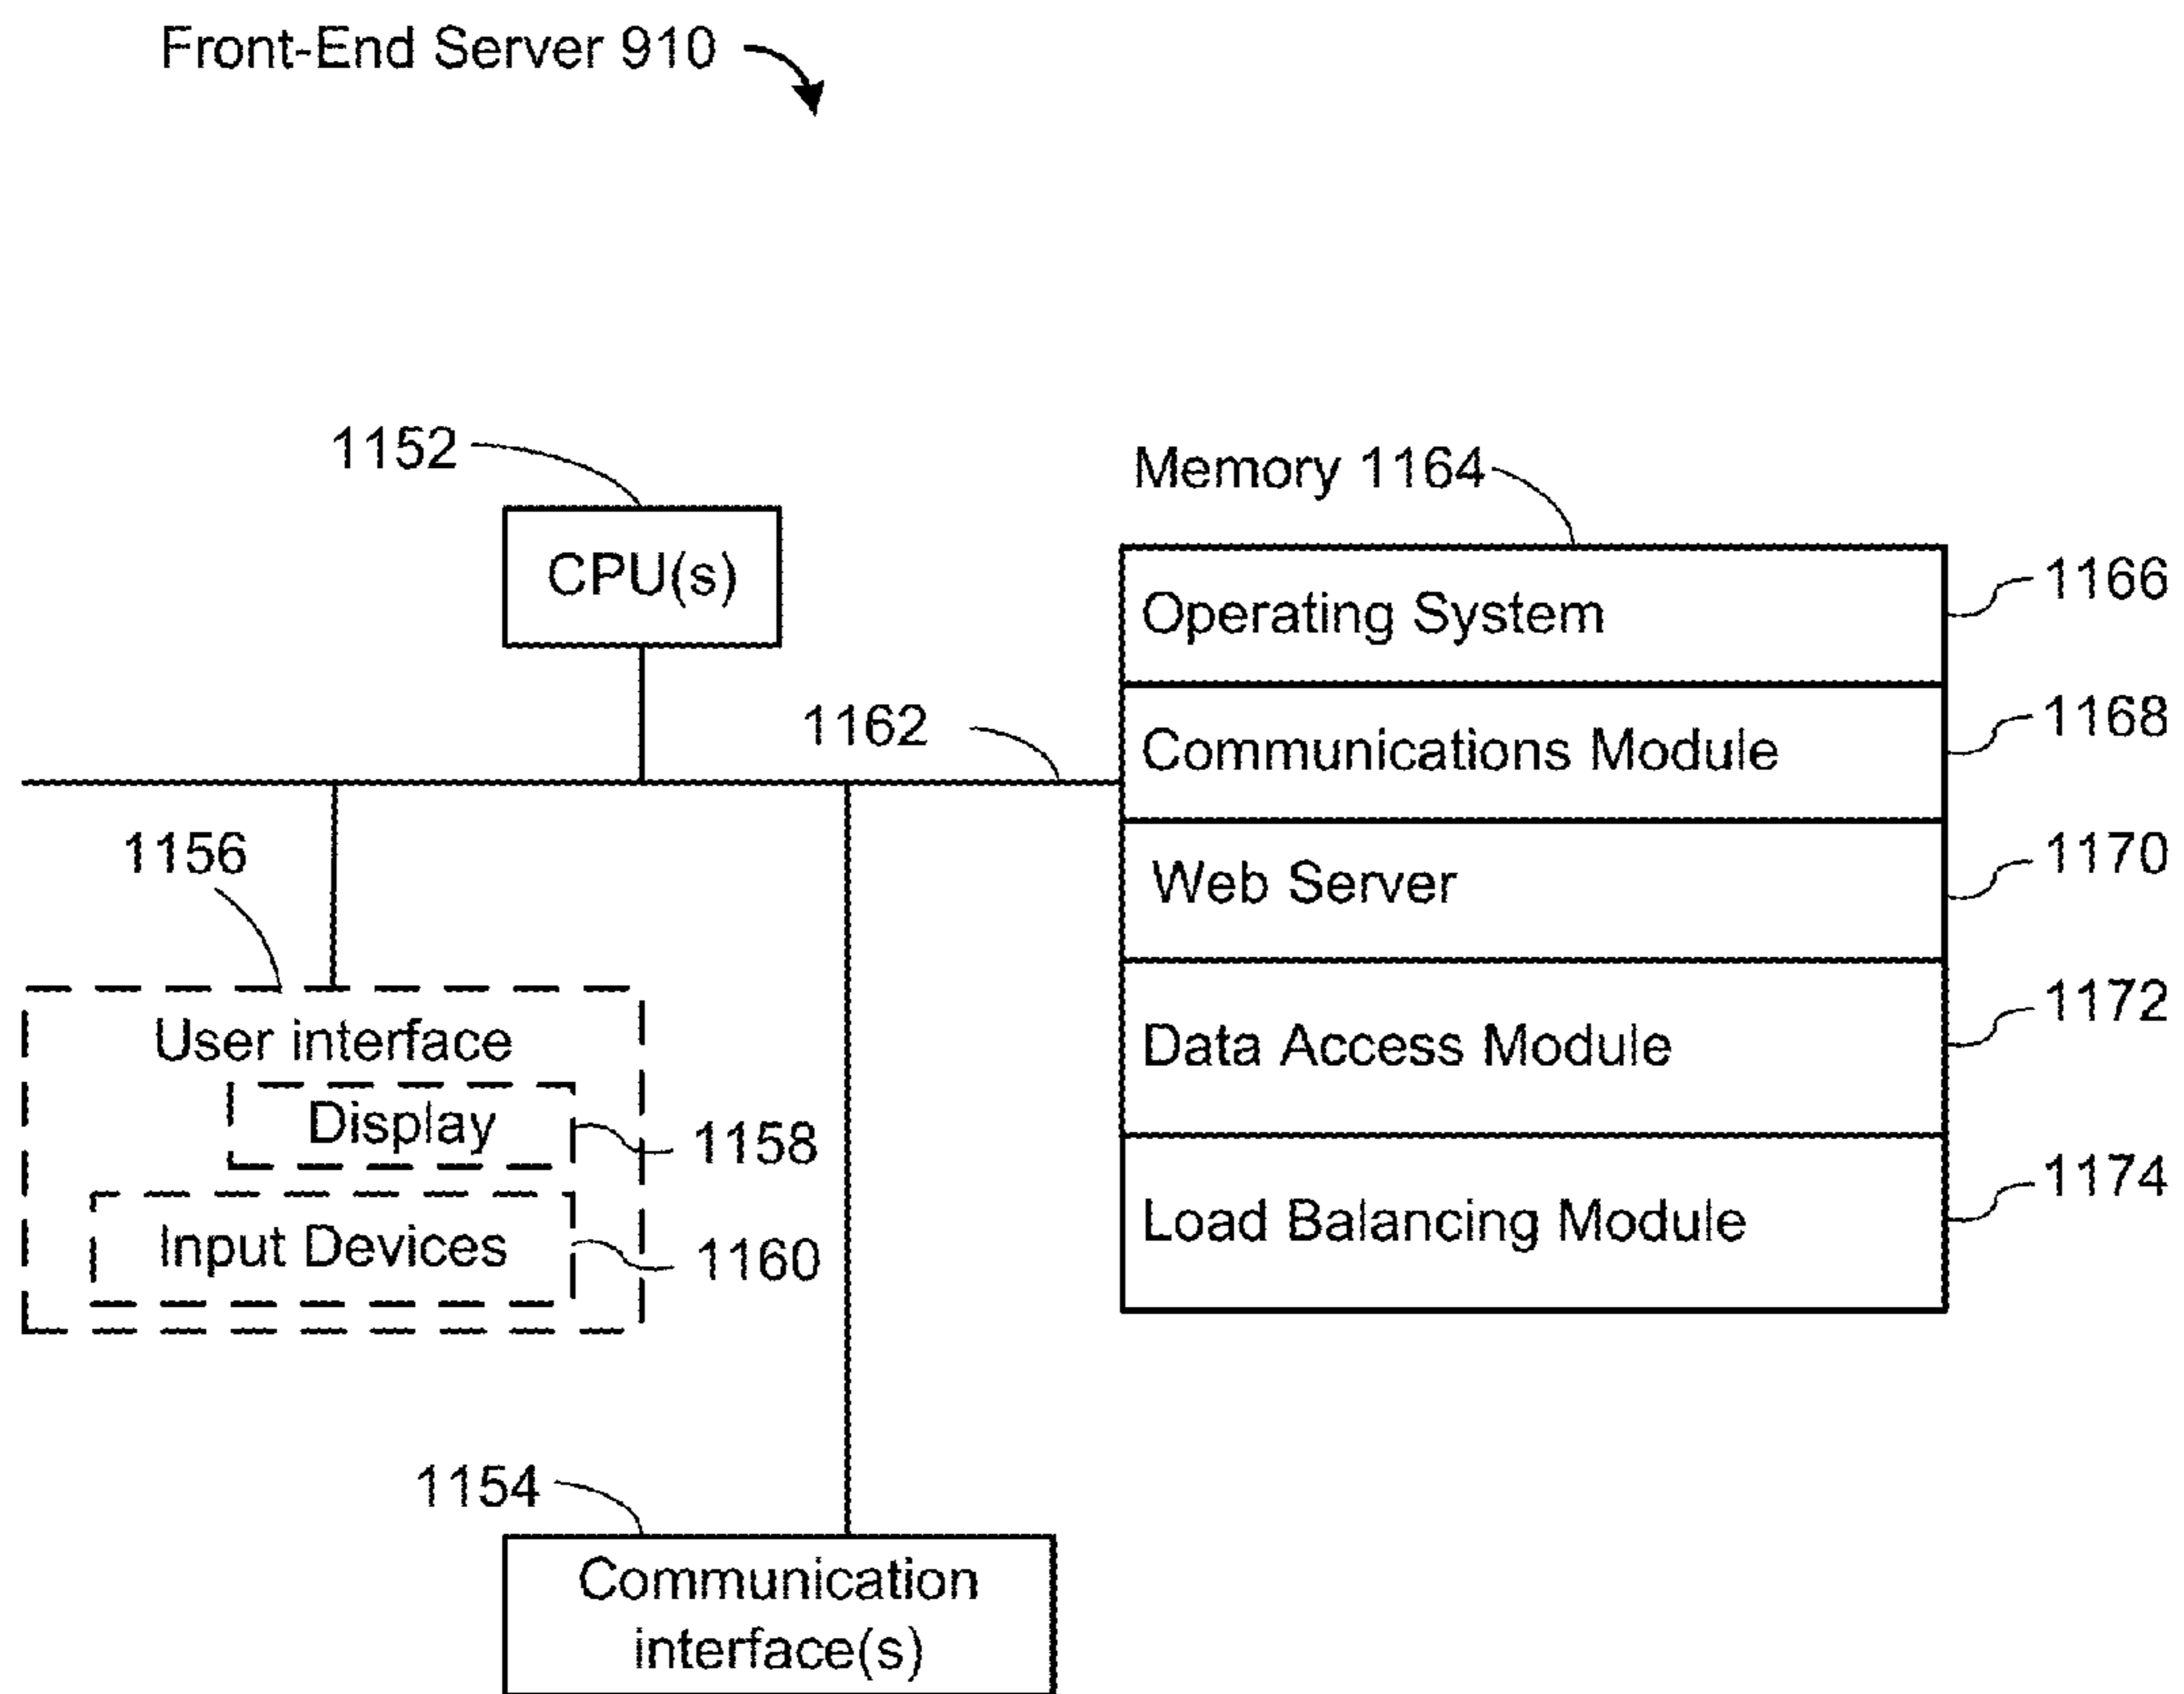 Front-End Server 910
1152
CPU(s)
Memory 1164
Operating System
1166
Communications Module
1168
1162
Web Server
1170
Data Access Module
1172
Load Balancing Module
1174
1156
User interface
Display
1158
Input Devices
1160
1154
Communication
interface(s)